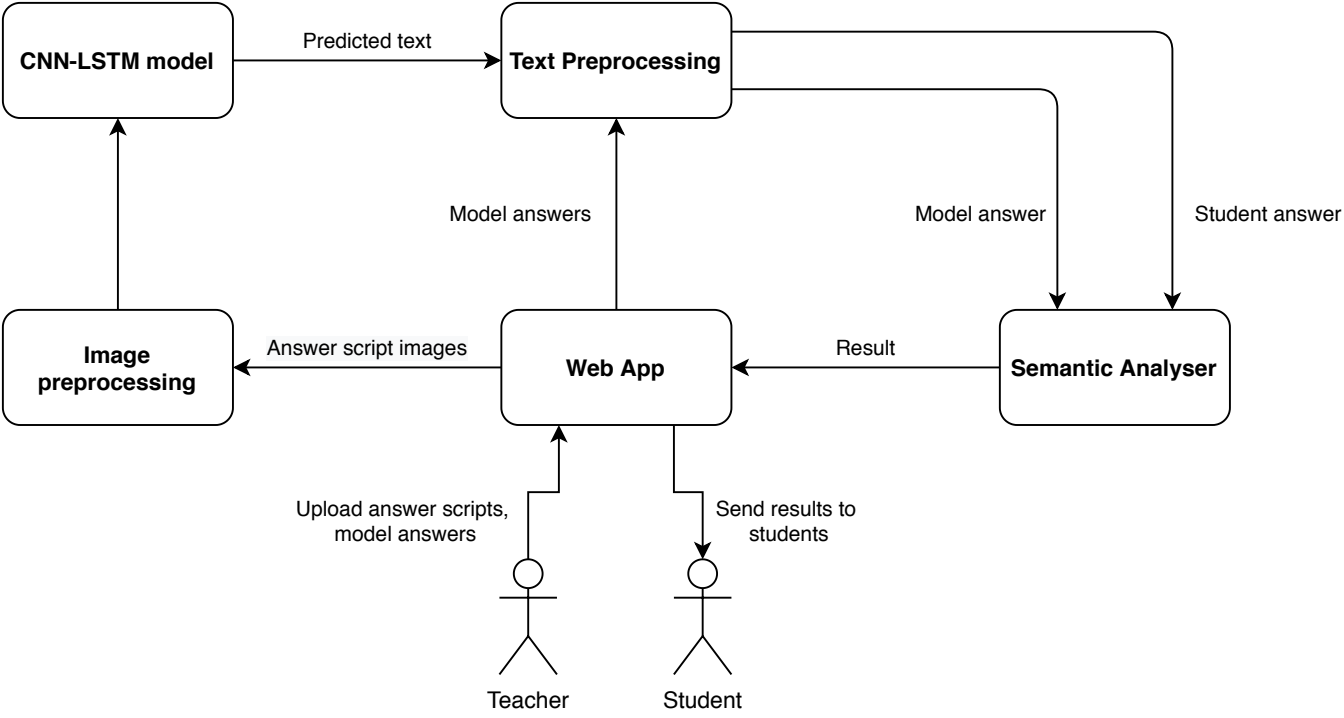 Predicted text
CNN-LSTM model
Text Preprocessing
Model answers
Model answer
Student answer
Image
preprocessing
Answer script images
Web App
Result
Semantic Analyser
Upload answer scripts,
model answers
Send results to
students
Teacher
Student